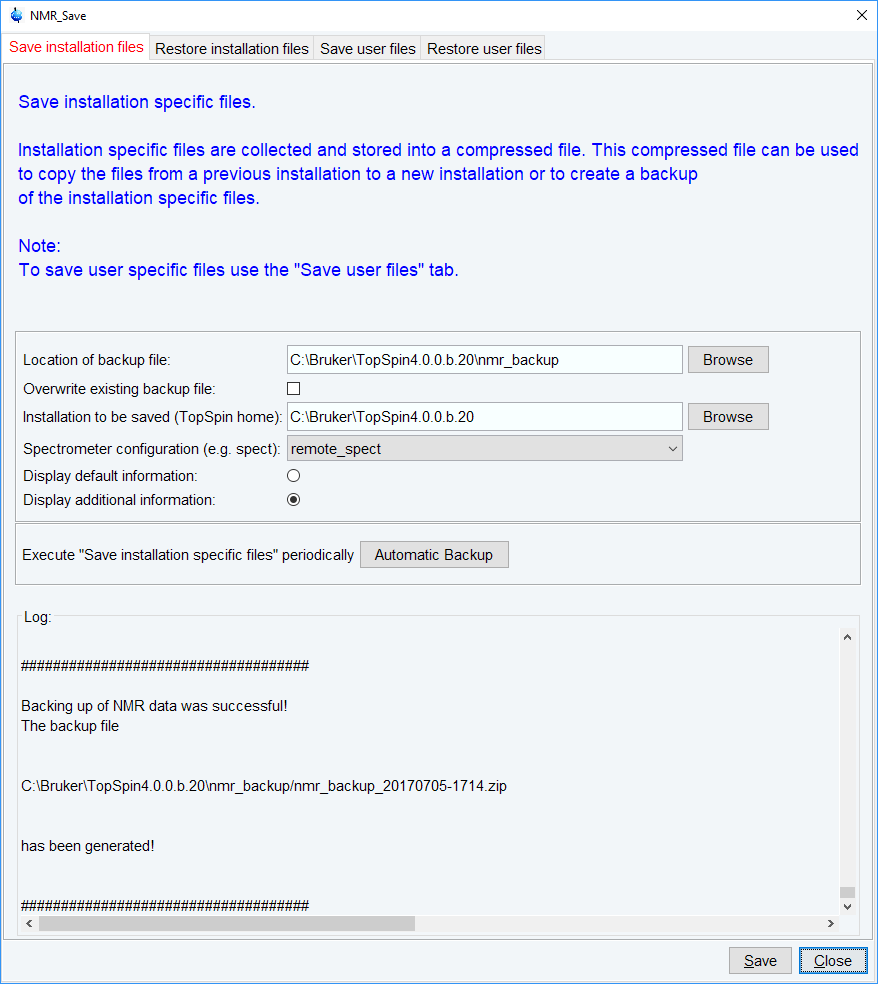 NMR_Save
Save installation files
Restore installation files
Save user files
Restore user files
Save installation specific files.
Installation specific files are collected and stored into a compressed file. This compressed file can be used
to copy the files from a previous installation to a new installation or to create a backup
of the installation specific files.
Note:
To save user specific files use the "Save user files" tab.
Location of backup file:
C:\Bruker\TopSpin4.0.0.b.20\nmr_backup
Browse
Overwrite existing backup file:
Installation to be saved (TopSpin home):
C:\Bruker\TopSpin4.0.0.b.20
Browse
Spectrometer configuration (e.g. spect):
remote_spect
Display default information:
Display additional information:
Execute "Save installation specific files" periodically
Automatic Backup
Log:
####################################
Backing up of NMR data was successful!
The backup file
C:\Bruker\TopSpin4.0.0.b.20\nmr_backup/nmr_backup_20170705-1714.zip
has been generated!
####################################
Save
Close